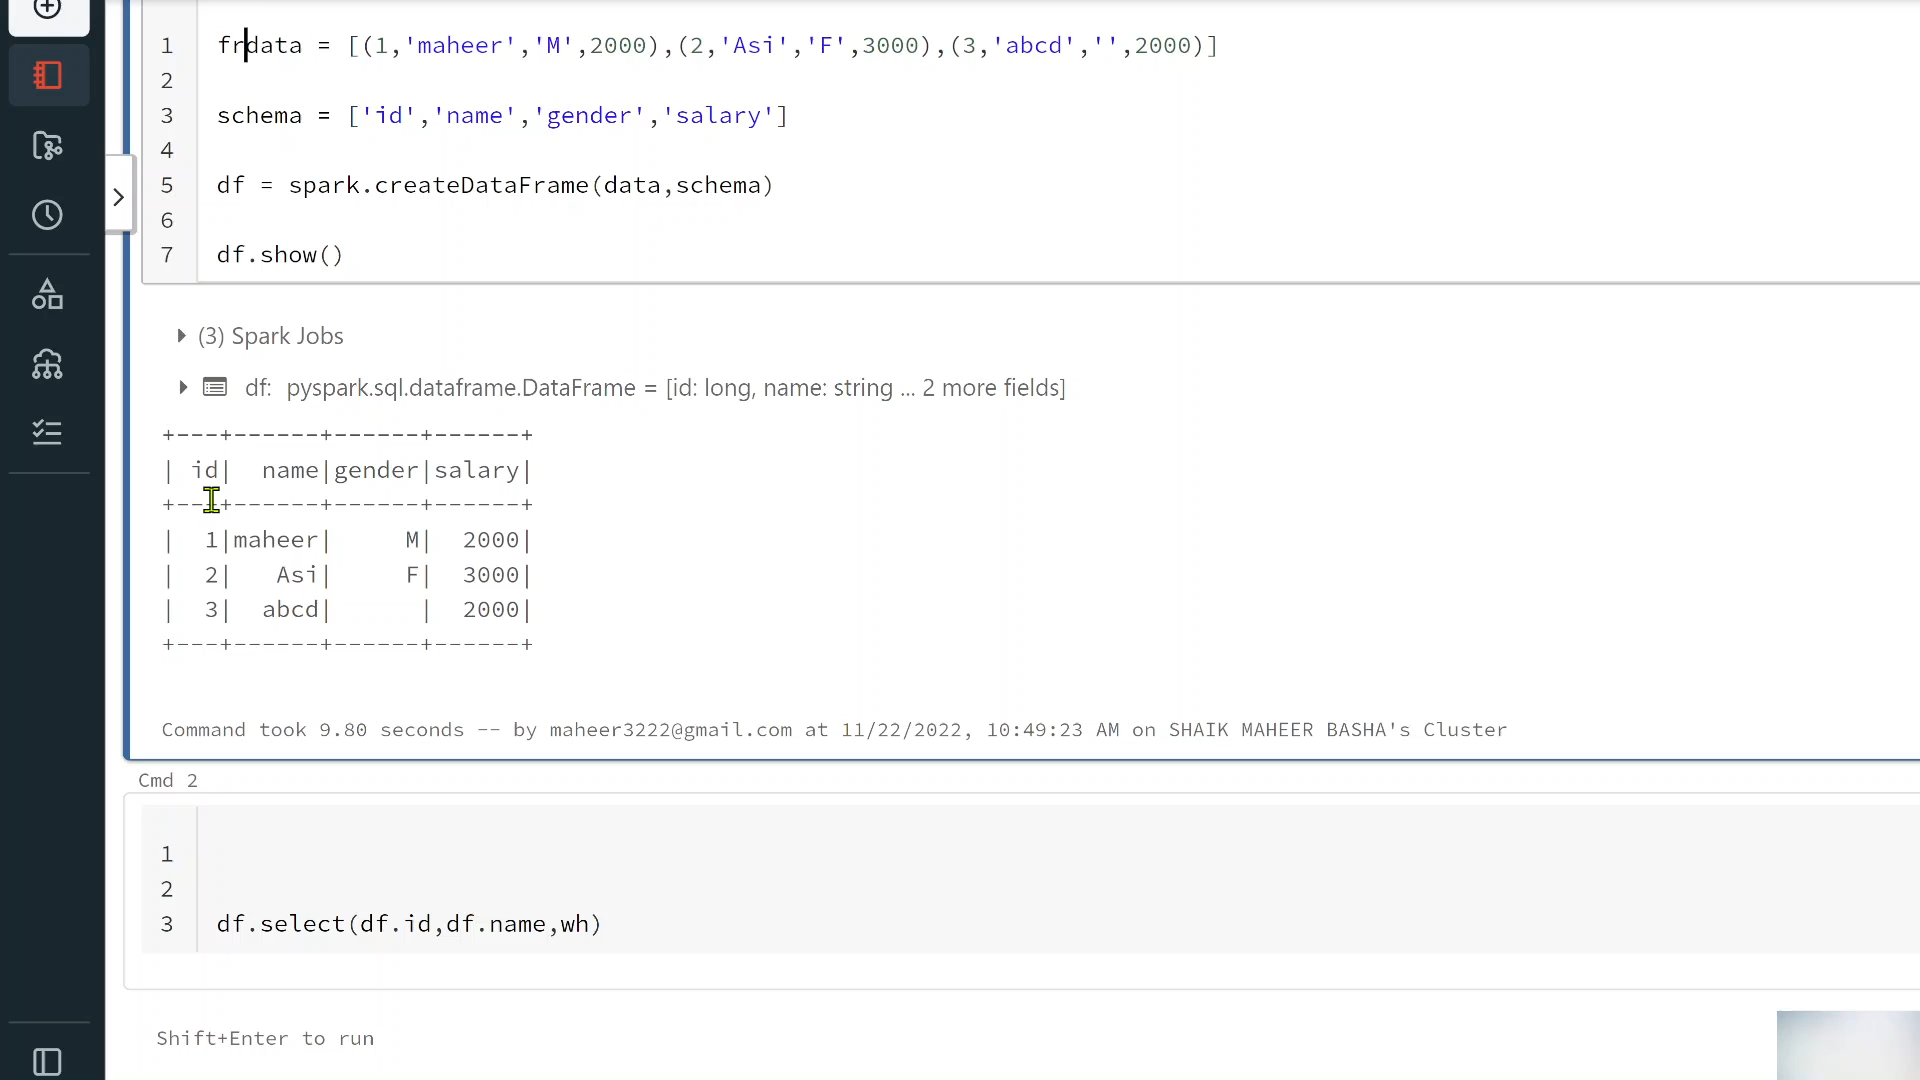 1 frdata = [(1,'maheer','M',2000),(2,'Asi','F',3000),(3,'abcd','',2000)]
2
3 schema = ['id','name','gender','salary']
4
5 df = spark.createDataFrame(data,schema)
6
7 df.show()
(3) Spark Jobs
df: pyspark.sql.dataframe.DataFrame = [id: long, name: string ... 2 more fields]
+---+------+------+------+
| id|  name|gender|salary|
+---+------+------+------+
|  1|maheer|     M|  2000|
|  2|   Asi|     F|  3000|
|  3|  abcd|      |  2000|
+---+------+------+------+
Command took 9.80 seconds -- by maheer3222@gmail.com at 11/22/2022, 10:49:23 AM on SHAIK MAHEER BASHA's Cluster
Cmd 2
1
2
3 df.select(df.id,df.name,wh)
Shift+Enter to run